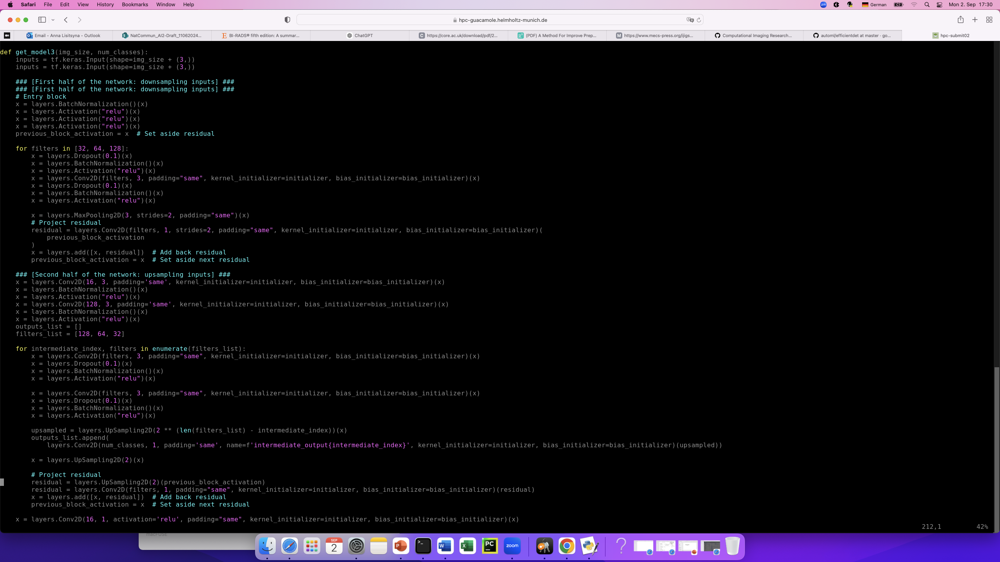 Safari File Edit View History Bookmarks Window Help zm German Mon 2. Sep 17:30
hpc-guacamole.helmholtz-munich.de
Email - Anna Lisitsyna - Outlook NatCommun_AI2-Draft_11062024... BI-RADS® fifth edition: A summar... ChatGPT https://core.ac.uk/download/pdf/2... (PDF) A Method For Improve Prep... https://www.mecs-press.org/ijigs... Computational Imaging Research... automl/efficientdet at master · go... hpc-submit02
def get_model3(img_size, num_classes):
    inputs = tf.keras.Input(shape=img_size + (3,))
    inputs = tf.keras.Input(shape=img_size + (3,))
    ### [First half of the network: downsampling inputs] ###
    ### [First half of the network: downsampling inputs] ###
    # Entry block
    x = layers.BatchNormalization()(x)
    x = layers.Activation("relu")(x)
    x = layers.Activation("relu")(x)
    x = layers.Activation("relu")(x)
    previous_block_activation = x  # Set aside residual
    for filters in [32, 64, 128]:
        x = layers.Dropout(0.1)(x)
        x = layers.BatchNormalization()(x)
        x = layers.Activation("relu")(x)
        x = layers.Conv2D(filters, 3, padding="same", kernel_initializer=initializer, bias_initializer=bias_initializer)(x)
        x = layers.Dropout(0.1)(x)
        x = layers.BatchNormalization()(x)
        x = layers.Activation("relu")(x)
        x = layers.MaxPooling2D(3, strides=2, padding="same")(x)
        # Project residual
        residual = layers.Conv2D(filters, 1, strides=2, padding="same", kernel_initializer=initializer, bias_initializer=bias_initializer)(
            previous_block_activation
        )
        x = layers.add([x, residual])  # Add back residual
        previous_block_activation = x  # Set aside next residual
    ### [Second half of the network: upsampling inputs] ###
    x = layers.Conv2D(16, 3, padding='same', kernel_initializer=initializer, bias_initializer=bias_initializer)(x)
    x = layers.BatchNormalization()(x)
    x = layers.Activation("relu")(x)
    x = layers.Conv2D(128, 3, padding='same', kernel_initializer=initializer, bias_initializer=bias_initializer)(x)
    x = layers.BatchNormalization()(x)
    x = layers.Activation("relu")(x)
    outputs_list = []
    filters_list = [128, 64, 32]
    for intermediate_index, filters in enumerate(filters_list):
        x = layers.Conv2D(filters, 3, padding="same", kernel_initializer=initializer, bias_initializer=bias_initializer)(x)
        x = layers.Dropout(0.1)(x)
        x = layers.BatchNormalization()(x)
        x = layers.Activation("relu")(x)
        x = layers.Conv2D(filters, 3, padding="same", kernel_initializer=initializer, bias_initializer=bias_initializer)(x)
        x = layers.Dropout(0.1)(x)
        x = layers.BatchNormalization()(x)
        x = layers.Activation("relu")(x)
        upsampled = layers.UpSampling2D(2 ** (len(filters_list) - intermediate_index))(x)
        outputs_list.append(
            layers.Conv2D(num_classes, 1, padding='same', name=f'intermediate_output{intermediate_index}', kernel_initializer=initializer, bias_initializer=bias_initializer)(upsampled))
        x = layers.UpSampling2D(2)(x)
        # Project residual
        residual = layers.UpSampling2D(2)(previous_block_activation)
        residual = layers.Conv2D(filters, 1, padding="same", kernel_initializer=initializer, bias_initializer=bias_initializer)(residual)
        x = layers.add([x, residual])  # Add back residual
        previous_block_activation = x  # Set aside next residual
    x = layers.Conv2D(16, 1, activation='relu', padding="same", kernel_initializer=initializer, bias_initializer=bias_initializer)(x)
212,1 42%
macFUSE
SEP
2
P
>_
W
X
PC
zoom
?